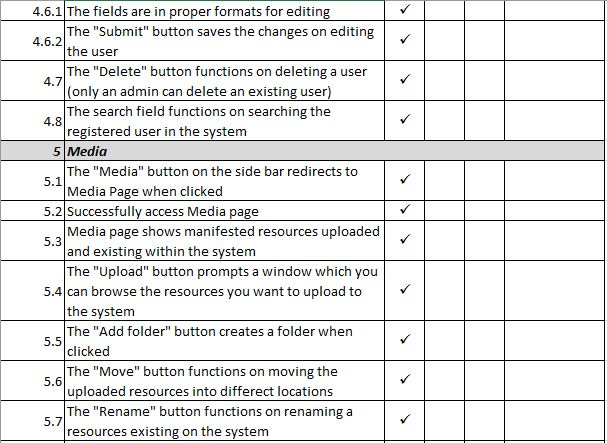 4.6.1 The fields are in proper formats for editing ✓
4.6.2 The "Submit" button saves the changes on editing
the user ✓
4.7 The "Delete" button functions on deleting a user
(only an admin can delete an existing user) ✓
4.8 The search field functions on searching the
registered user in the system ✓
5 Media
5.1 The "Media" button on the side bar redirects to
Media Page when clicked ✓
5.2 Successfully access Media page ✓
5.3 Media page shows manifested resources uploaded
and existing within the system ✓
5.4 The "Upload" button prompts a window which you
can browse the resources you want to upload to
the system ✓
5.5 The "Add folder" button creates a folder when
clicked ✓
5.6 The "Move" button functions on moving the
uploaded resources into different locations ✓
5.7 The "Rename" button functions on renaming a
resources existing on the system ✓